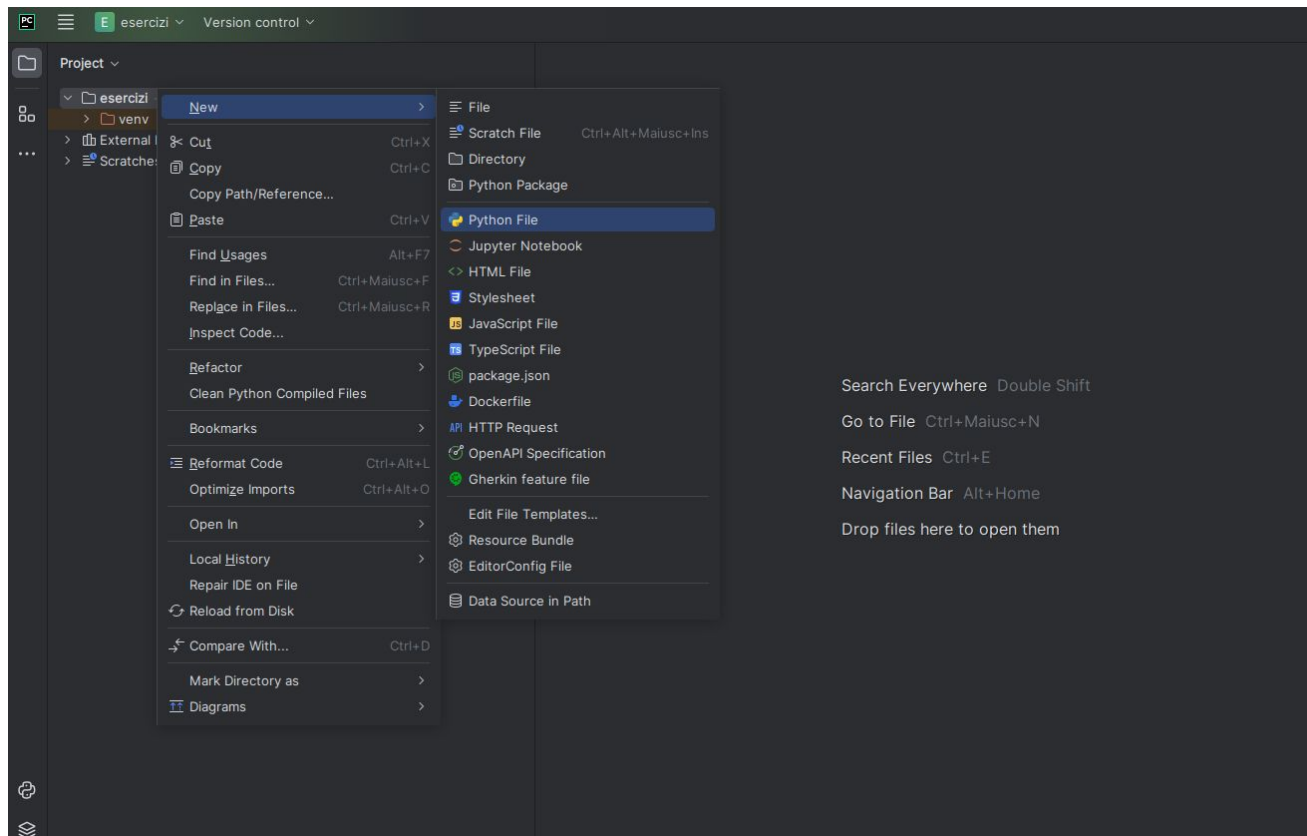 PC E esercizi Version control
Project
esercizi
venv
External
Scratche
New
Cut Ctrl+X
Copy Ctrl+C
Copy Path/Reference...
Paste Ctrl+V
Find Usages Alt+F7
Find in Files... Ctrl+Maiusc+F
Replace in Files... Ctrl+Maiusc+R
Inspect Code...
Refactor
Clean Python Compiled Files
Bookmarks
Reformat Code Ctrl+Alt+L
Optimize Imports Ctrl+Alt+O
Open In
Local History
Repair IDE on File
Reload from Disk
Compare With... Ctrl+D
Mark Directory as
Diagrams
File
Scratch File Ctrl+Alt+Maiusc+Ins
Directory
Python Package
Python File
Jupyter Notebook
HTML File
Stylesheet
JS JavaScript File
TS TypeScript File
package.json
Dockerfile
API HTTP Request
OpenAPI Specification
Gherkin feature file
Edit File Templates...
Resource Bundle
EditorConfig File
Data Source in Path
Search Everywhere Double Shift
Go to File Ctrl+Maiusc+N
Recent Files Ctrl+E
Navigation Bar Alt+Home
Drop files here to open them